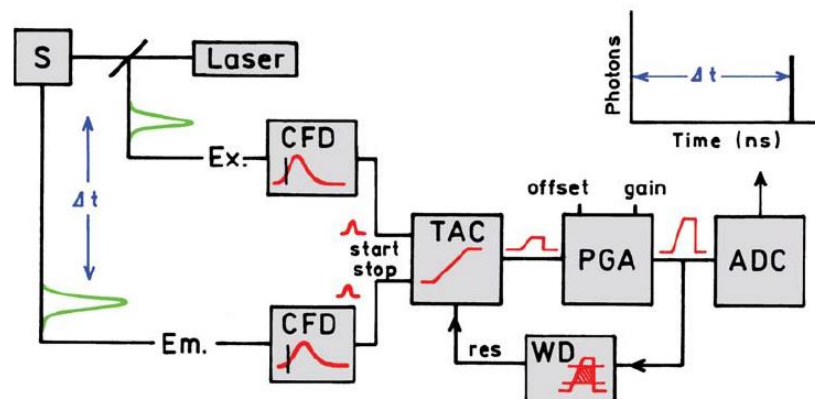 S
Laser
Photons
Δt
Time (ns)
Ex.
CFD
Δt
offset
gain
start
stop
TAC
PGA
ADC
Em.
CFD
res
WD